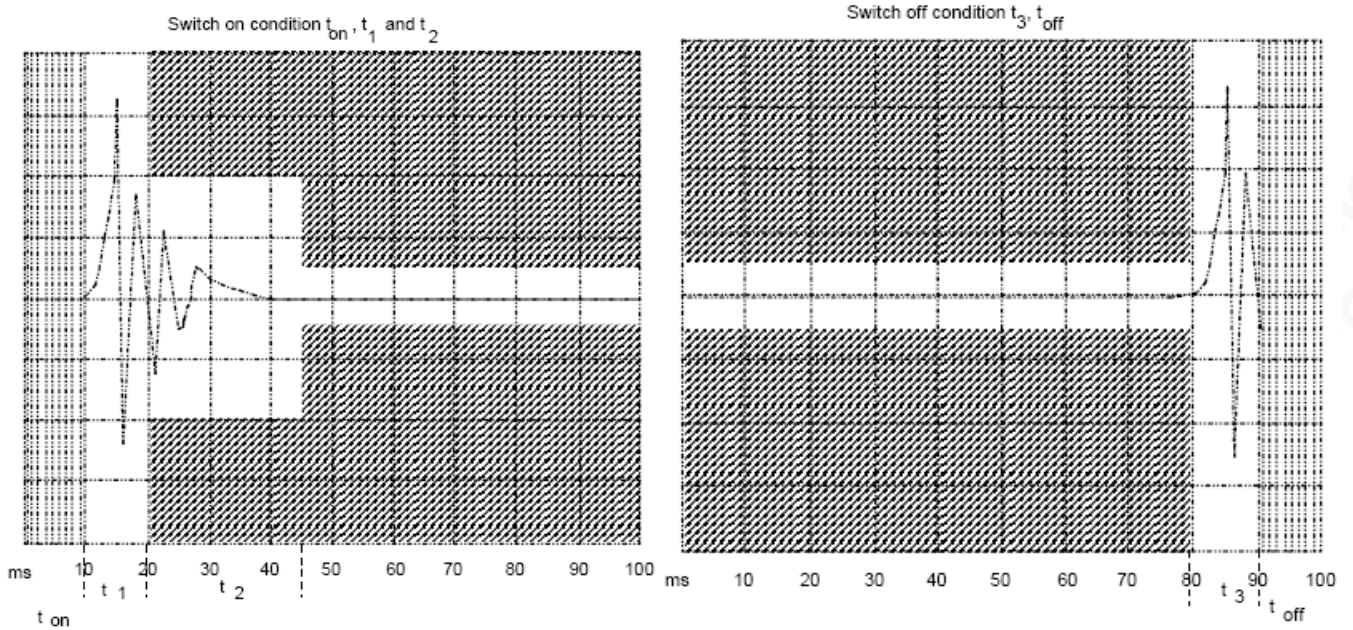 Switch on condition t on , t 1 and t 2
Switch off condition t 3, t off
ms 10 20 30 40 50 60 70 80 90 100
t 1 t 2
t on
ms 10 20 30 40 50 60 70 80 90 100
t 3 t off